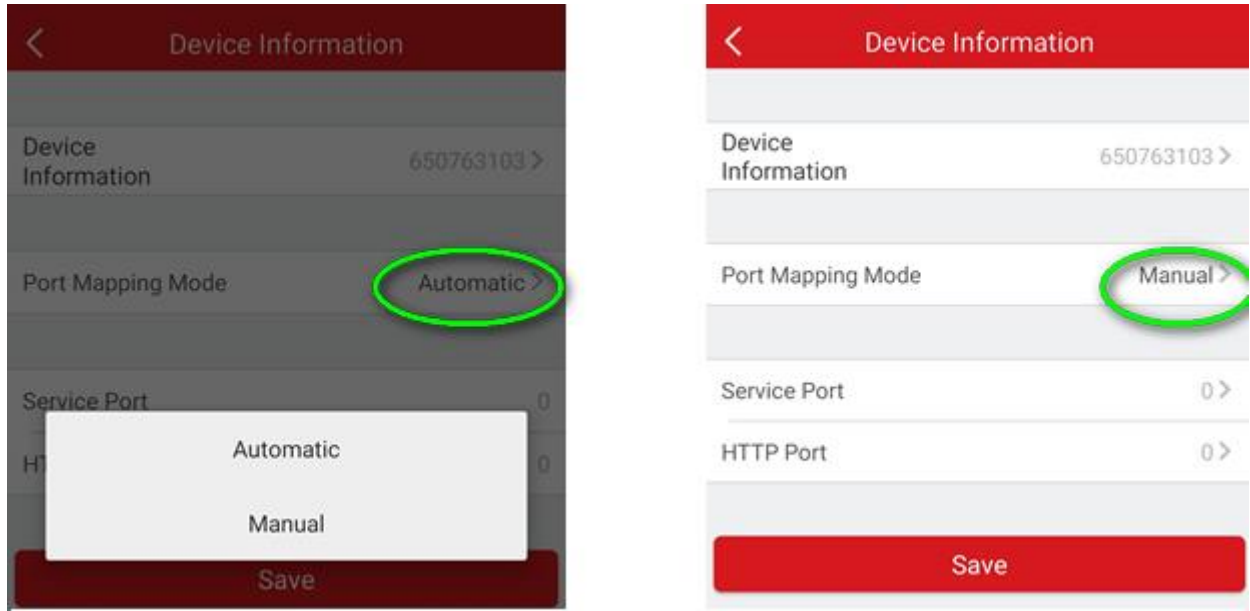 Device Information
Device
Information
650763103
Port Mapping Mode
Automatic
Service Port
0
HT
0
Automatic
Manual
Save
Device Information
Device
Information
650763103
Port Mapping Mode
Manual
Service Port
0
HTTP Port
0
Save